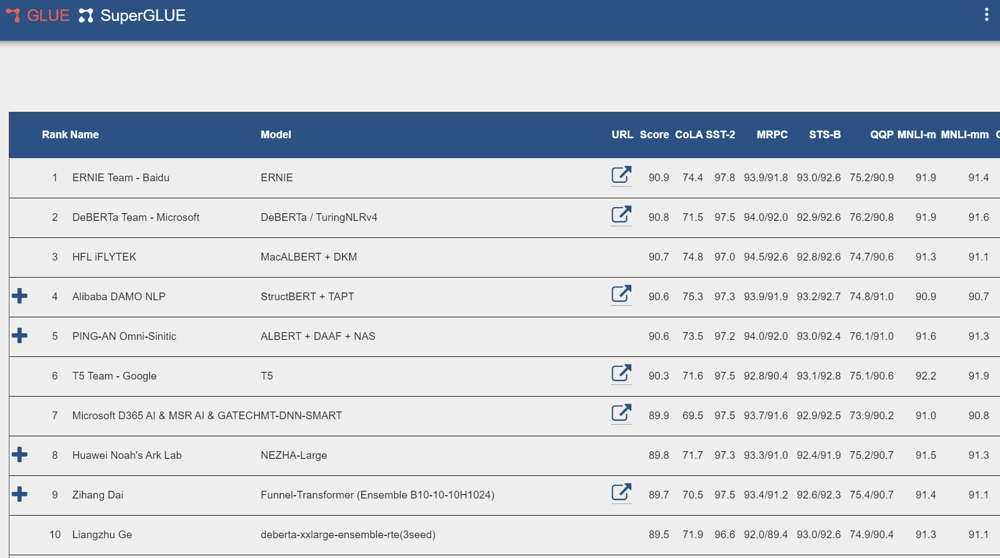 GLUE SuperGLUE
Rank Name Model URL Score CoLA SST-2 MRPC STS-B QQP MNLI-m MNLI-mm
1 ERNIE Team - Baidu ERNIE 90.9 74.4 97.8 93.9/91.8 93.0/92.6 75.2/90.9 91.9 91.4
2 DeBERTa Team - Microsoft DeBERTa / TuringNLRv4 90.8 71.5 97.5 94.0/92.0 92.9/92.6 76.2/90.8 91.9 91.6
3 HFL iFLYTEK MacALBERT + DKM 90.7 74.8 97.0 94.5/92.6 92.8/92.6 74.7/90.6 91.3 91.1
4 Alibaba DAMO NLP StructBERT + TAPT 90.6 75.3 97.3 93.9/91.9 93.2/92.7 74.8/91.0 90.9 90.7
5 PING-AN Omni-Sinitic ALBERT + DAAF + NAS 90.6 73.5 97.2 94.0/92.0 93.0/92.4 76.1/91.0 91.6 91.3
6 T5 Team - Google T5 90.3 71.6 97.5 92.8/90.4 93.1/92.8 75.1/90.6 92.2 91.9
7 Microsoft D365 AI & MSR AI & GATECHMT-DNN-SMART 89.9 69.5 97.5 93.7/91.6 92.9/92.5 73.9/90.2 91.0 90.8
8 Huawei Noah's Ark Lab NEZHA-Large 89.8 71.7 97.3 93.3/91.0 92.4/91.9 75.2/90.7 91.5 91.3
9 Zihang Dai Funnel-Transformer (Ensemble B10-10-10H1024) 89.7 70.5 97.5 93.4/91.2 92.6/92.3 75.4/90.7 91.4 91.1
10 Liangzhu Ge deberta-xxlarge-ensemble-rte(3seed) 89.5 71.9 96.6 92.0/89.4 93.0/92.6 74.9/90.4 91.3 91.1